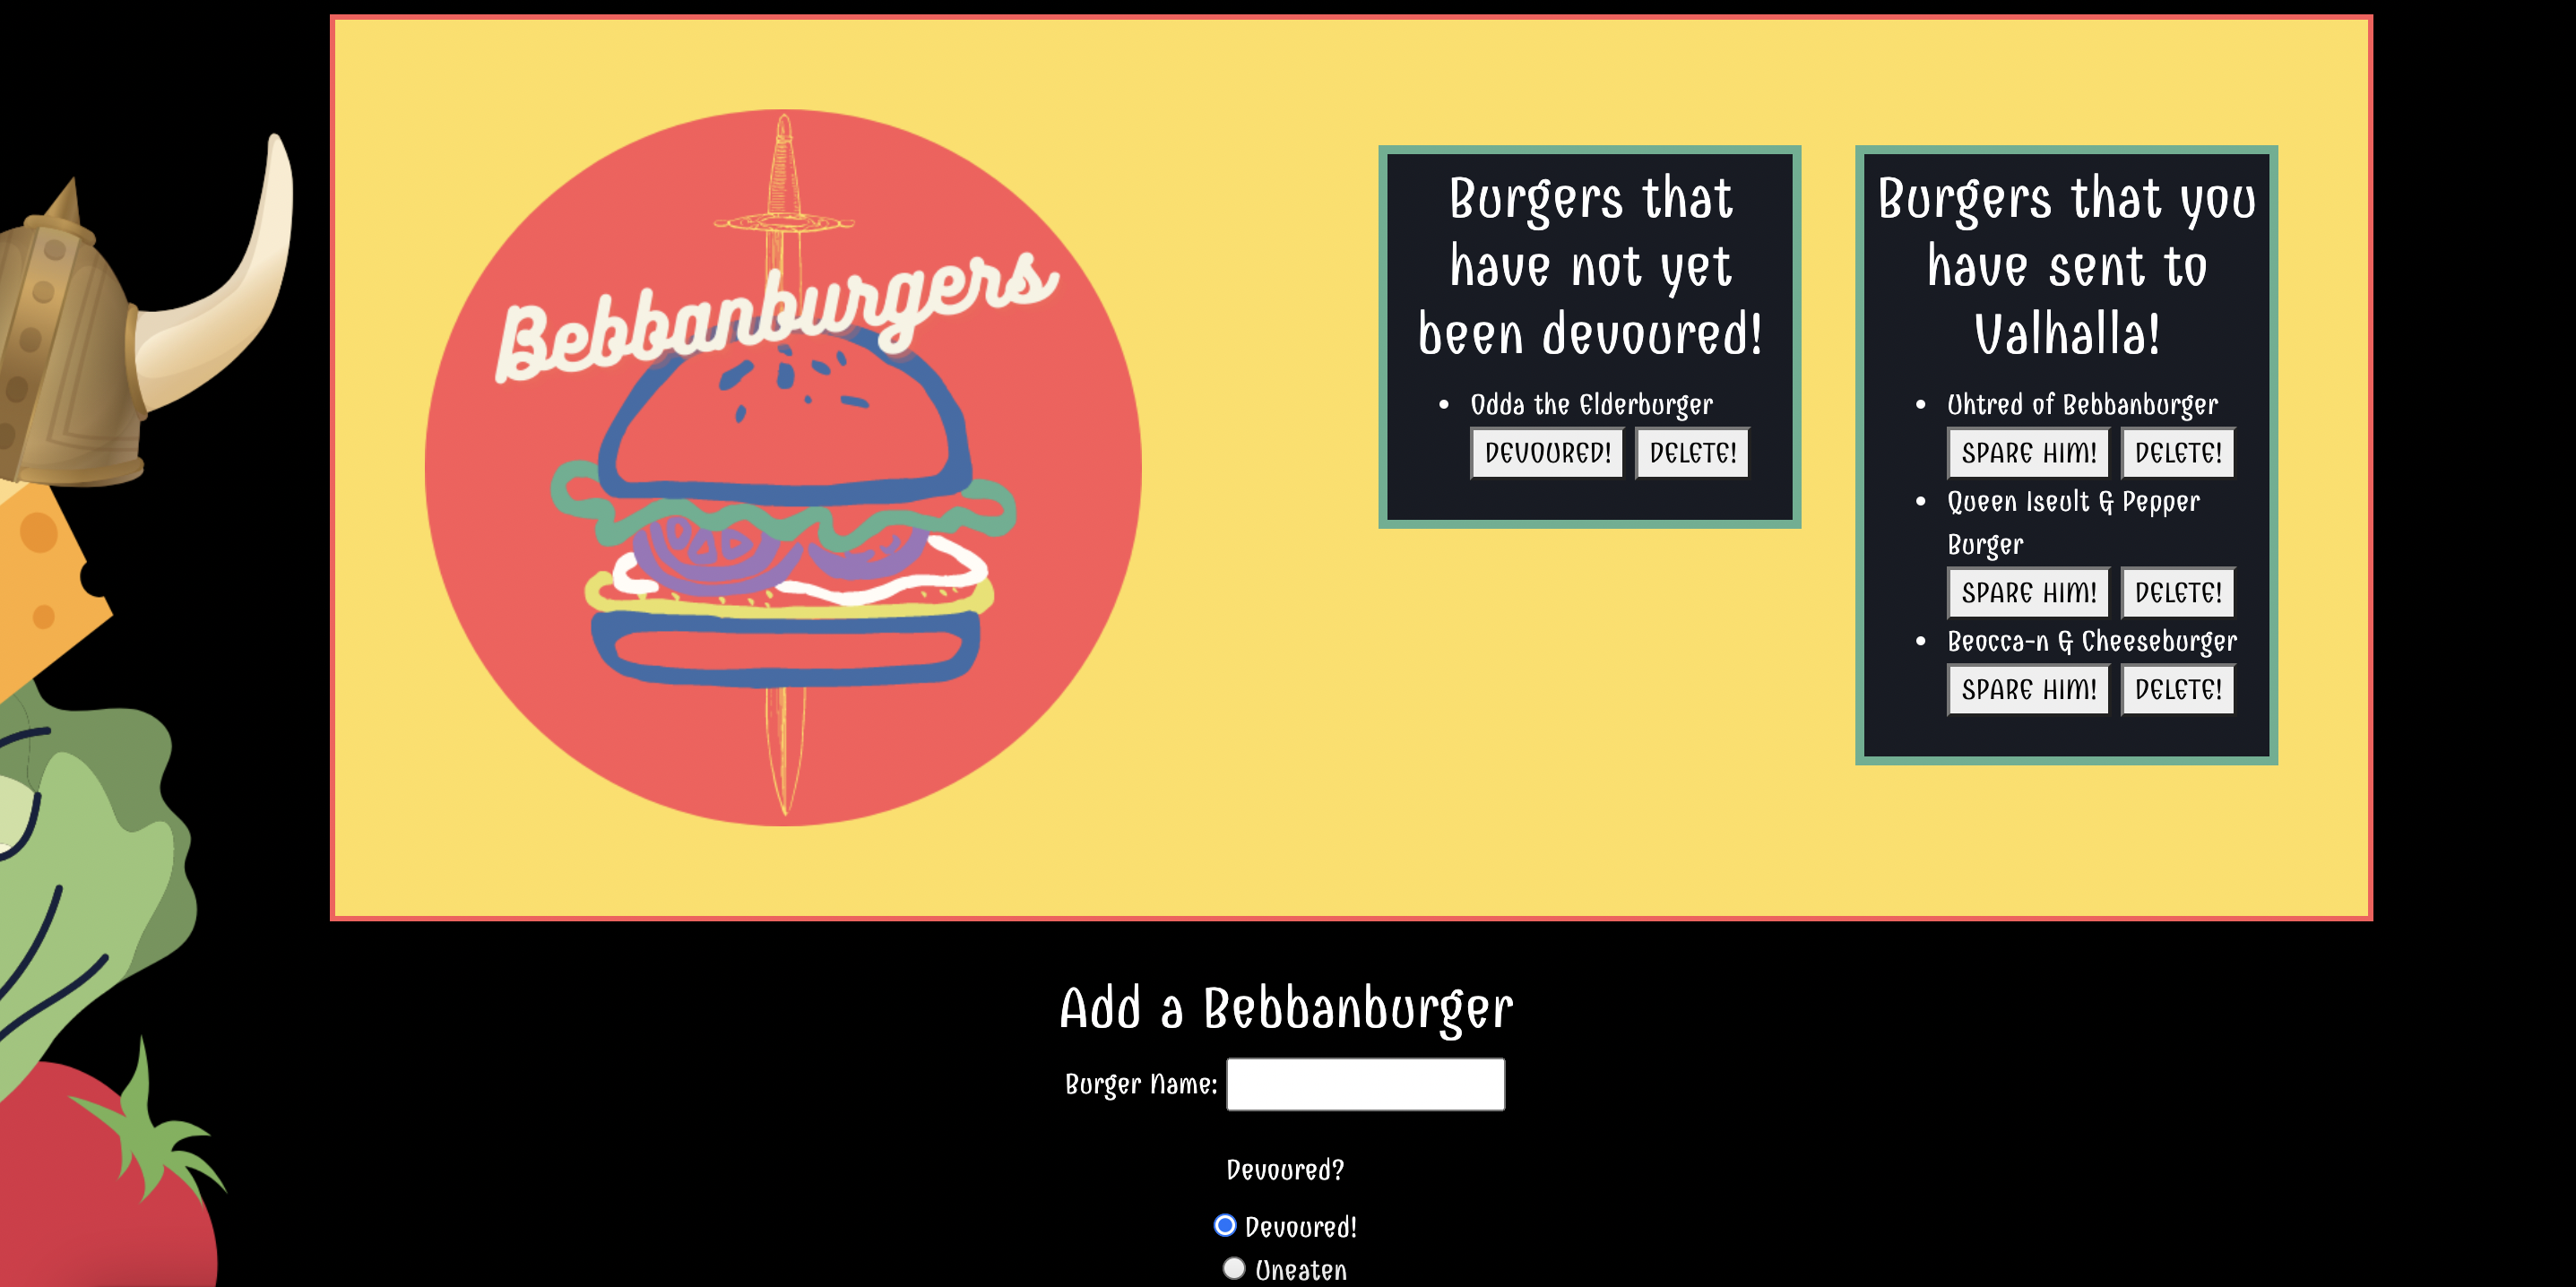 Bebbanburgers
Burgers that
have not yet
been devoured!
Odda the Elderburger
DEVOURED! DELETE!
Burgers that you
have sent to
Valhalla!
Uhtred of Bebbanburger
SPARE HIM! DELETE!
Queen Iseult & Pepper
Burger
SPARE HIM! DELETE!
Beocca-n & Cheeseburger
SPARE HIM! DELETE!
Add a Bebbanburger
Burger Name:
Devoured?
Devoured!
Uneaten